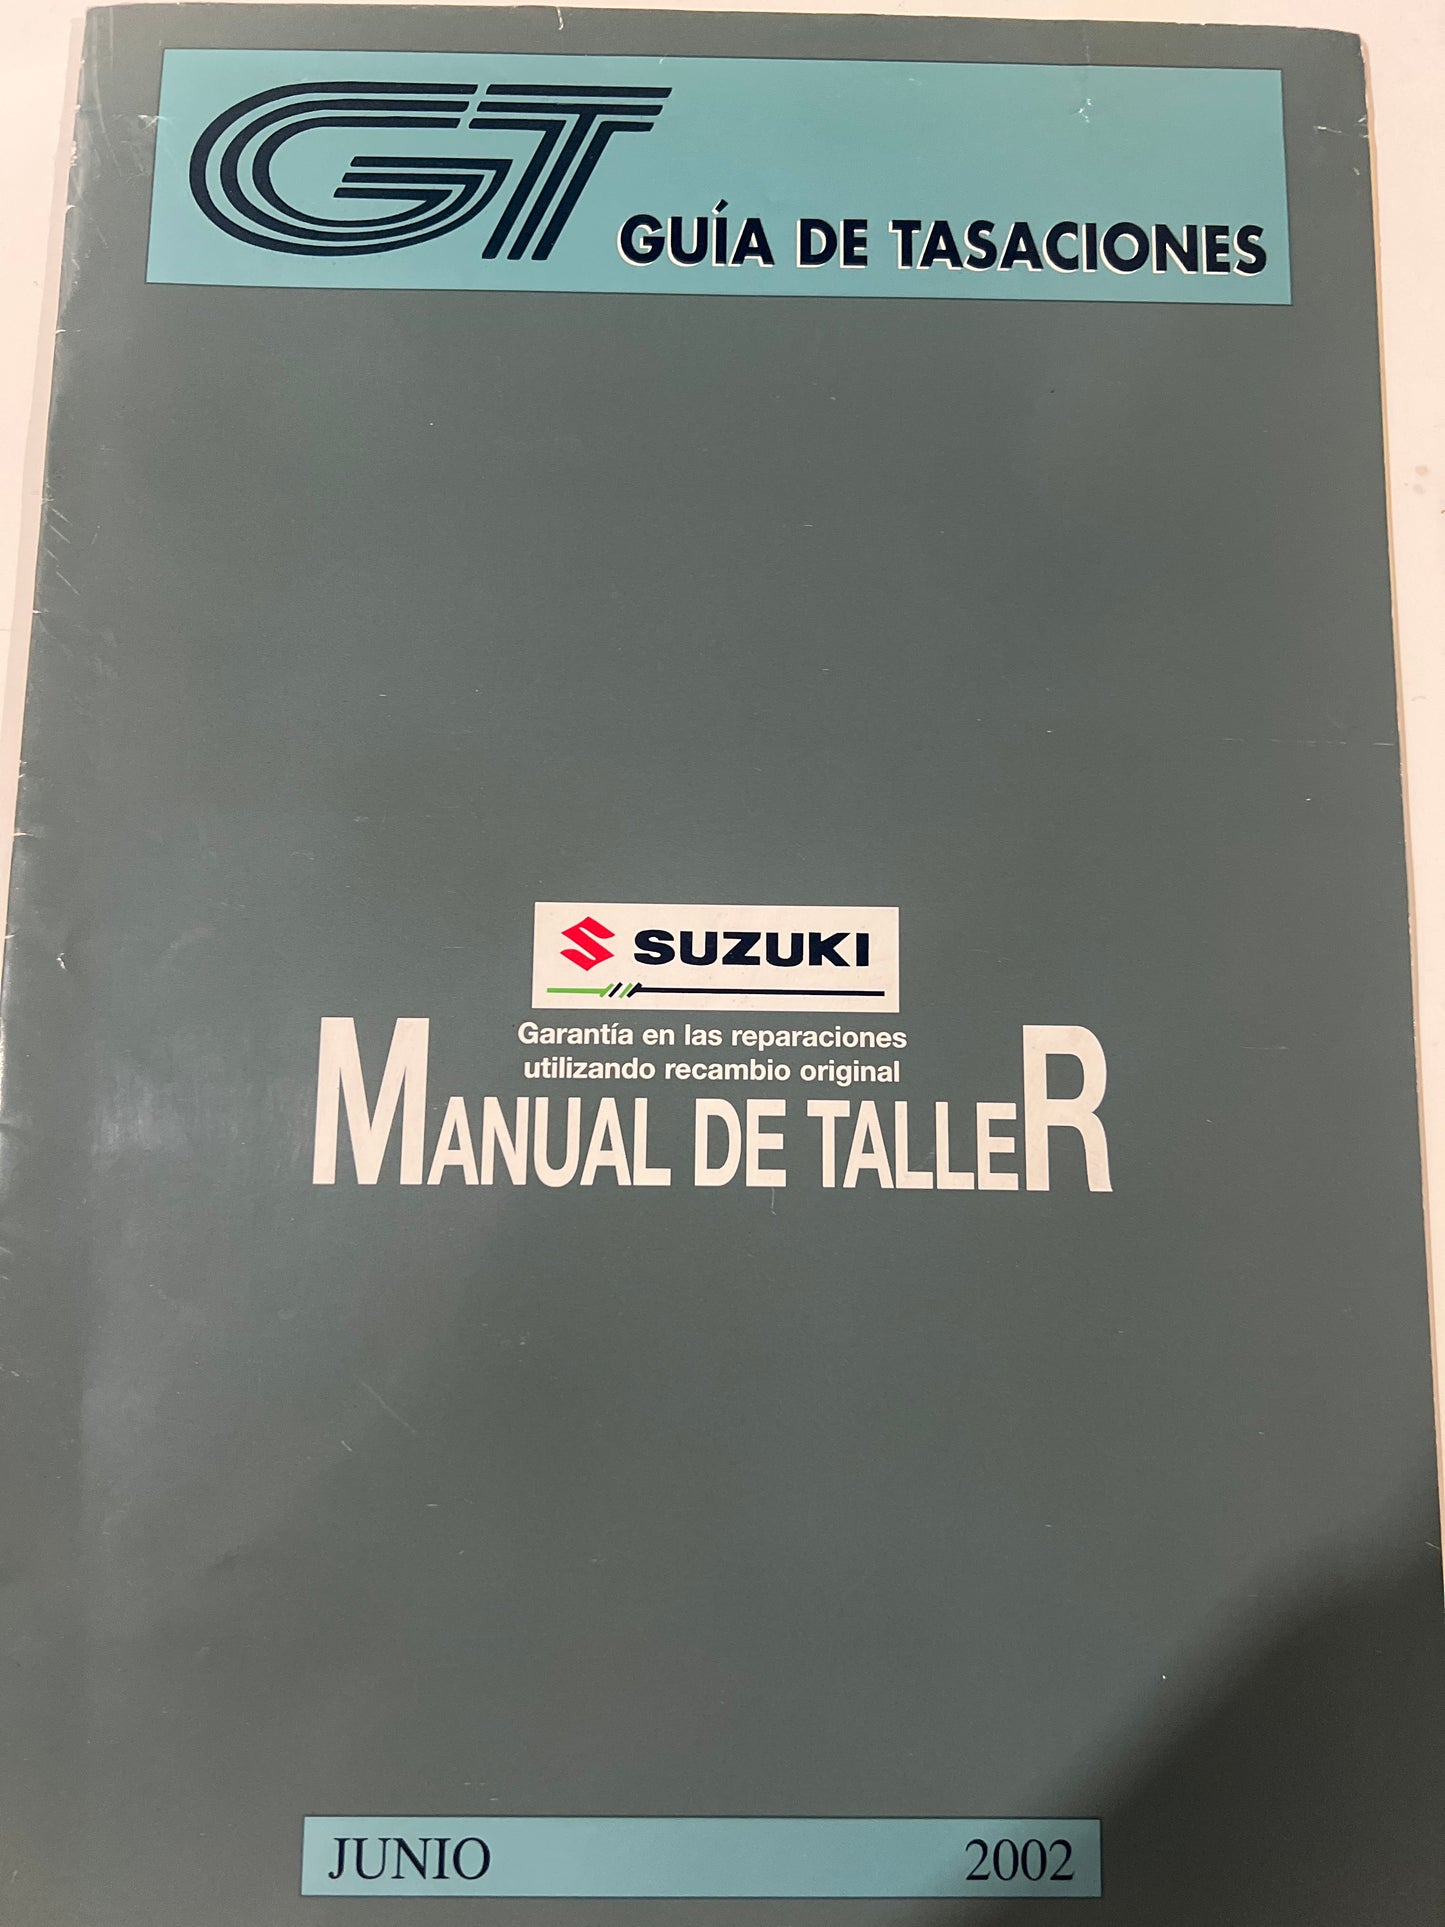 GT GUÍA DE TASACIONES
SUZUKI
Garantía en las reparaciones
utilizando recambio original
MANUAL DE TALLER
JUNIO 2002